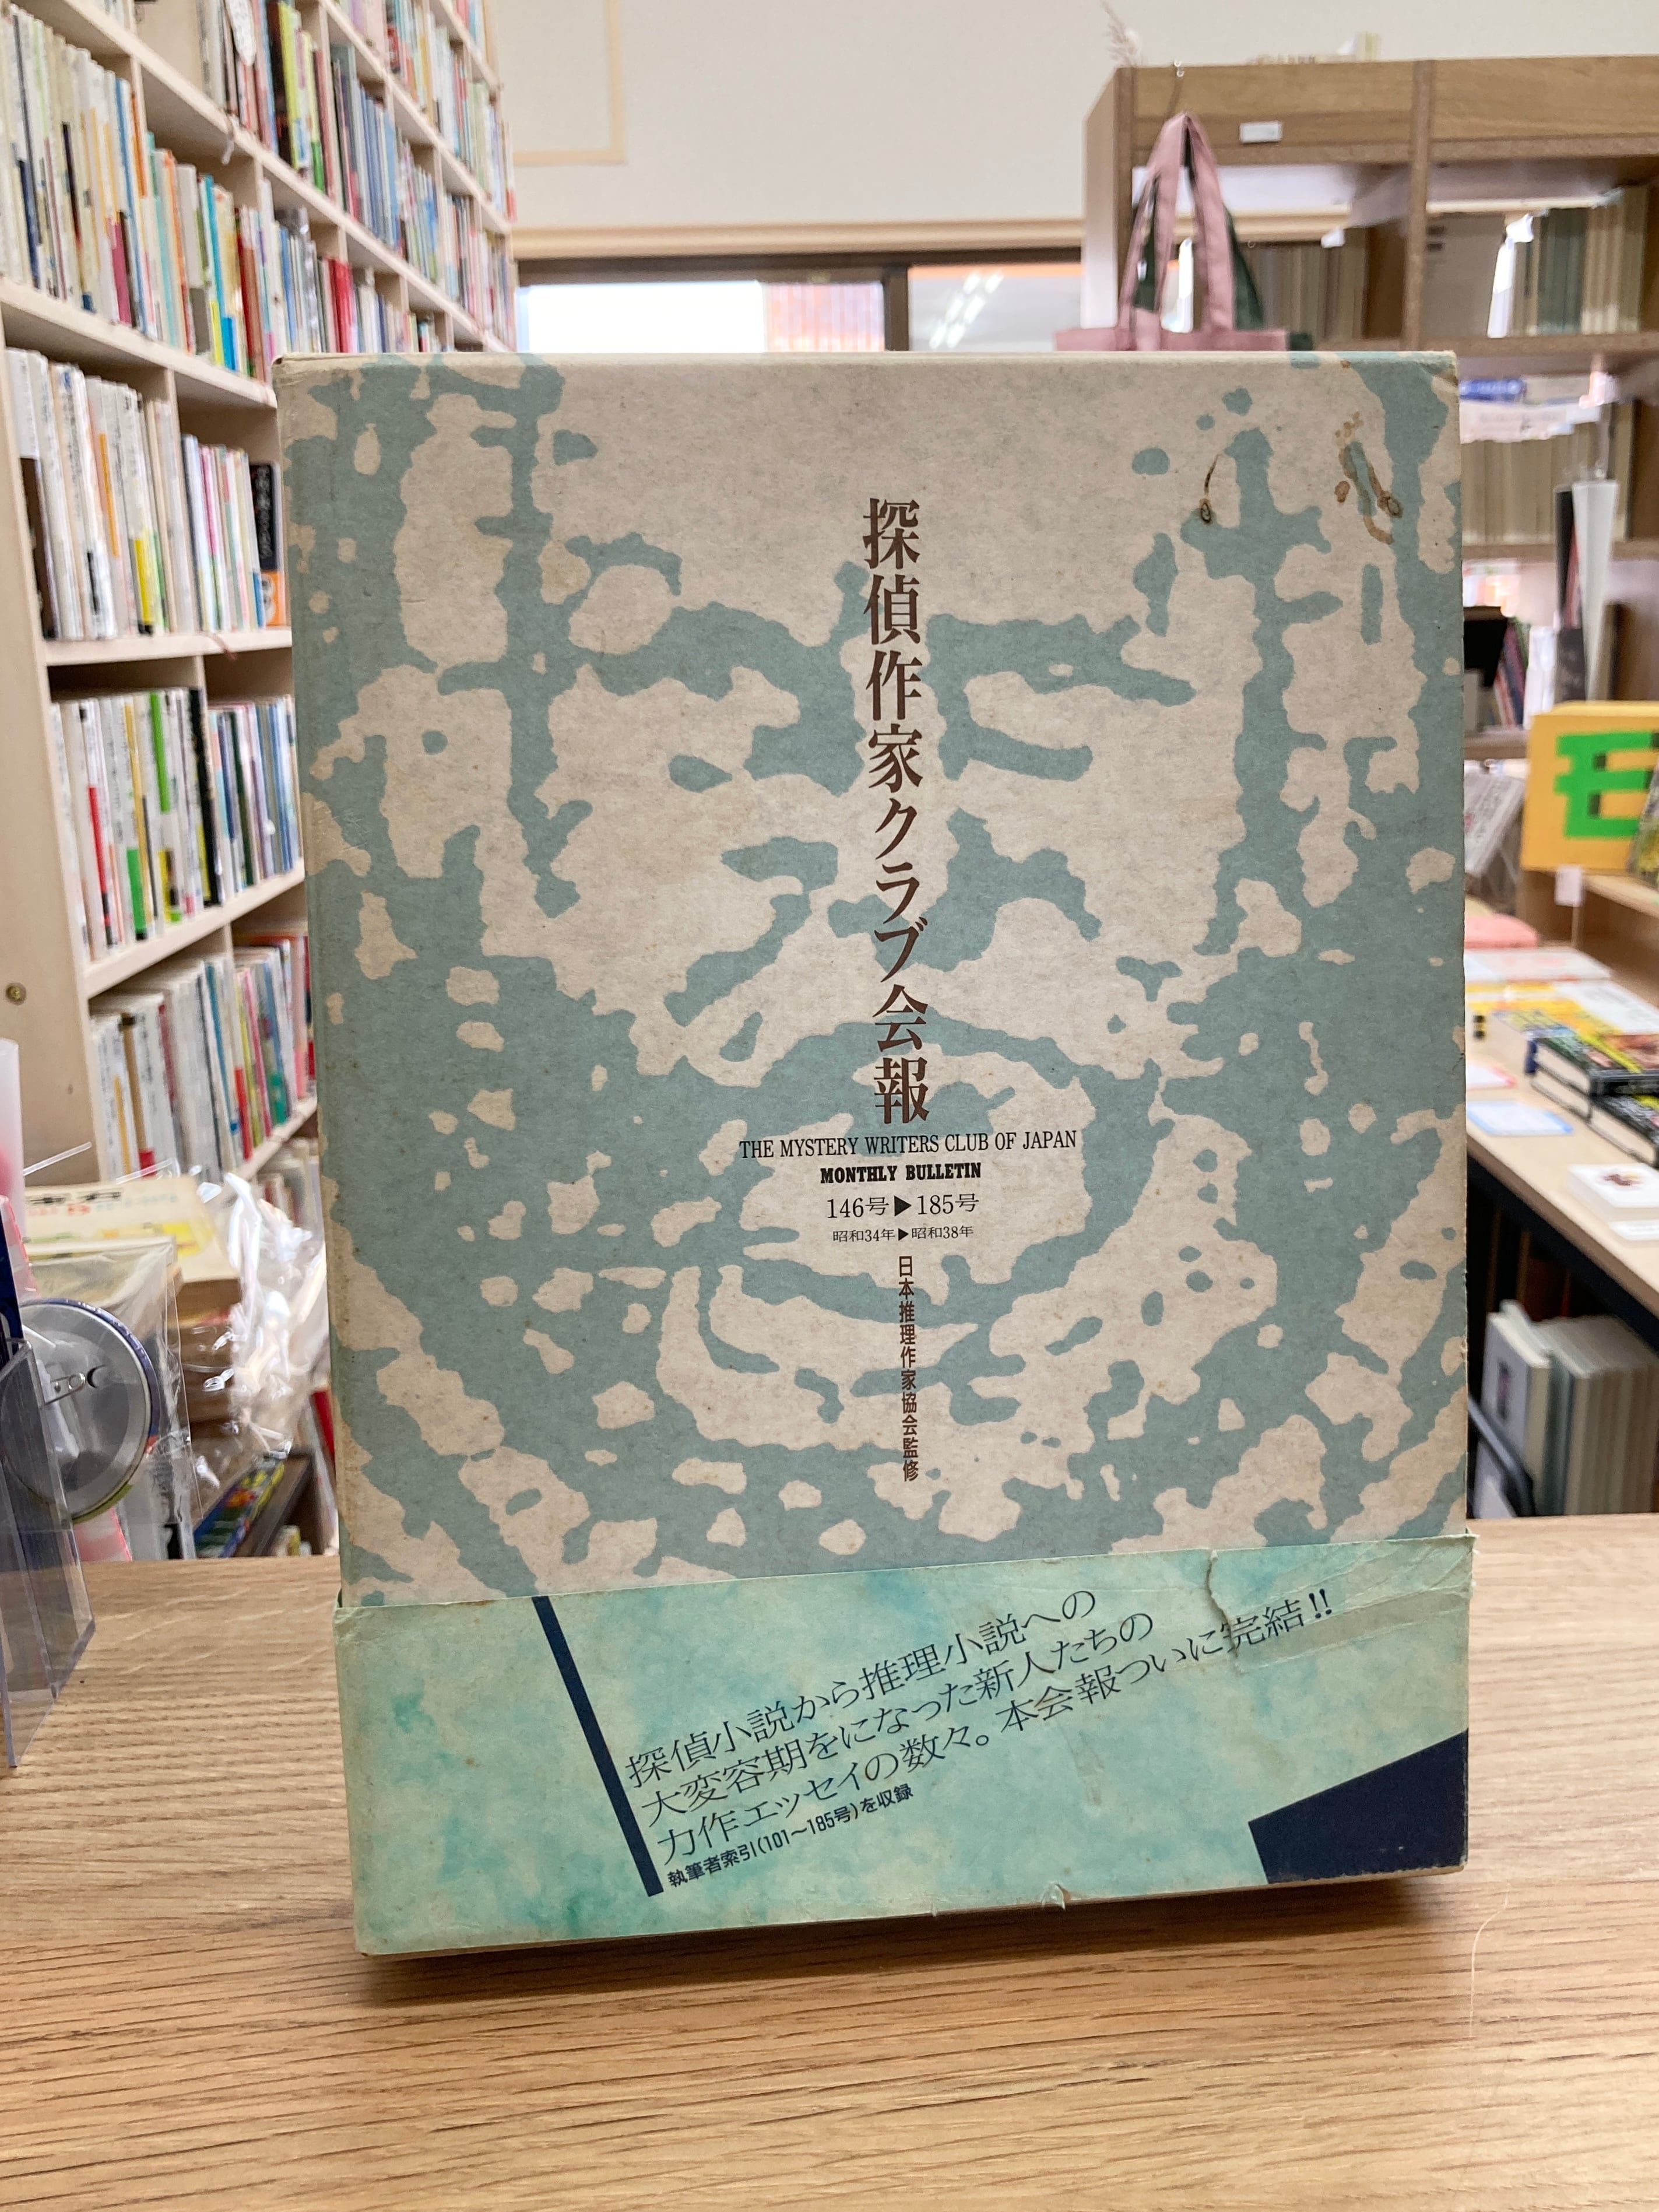 探偵作家クラブ会報
THE MYSTERY WRITERS CLUB OF JAPAN
MONTHLY BULLETIN
146号▶185号
昭和34年▶昭和38年
日本推理作家協会監修
探偵小説から推理小説への
大変容期をになった新人たちの
力作エッセイの数々。本会報ついに完結!!
執筆者索引(101〜185号)を収録